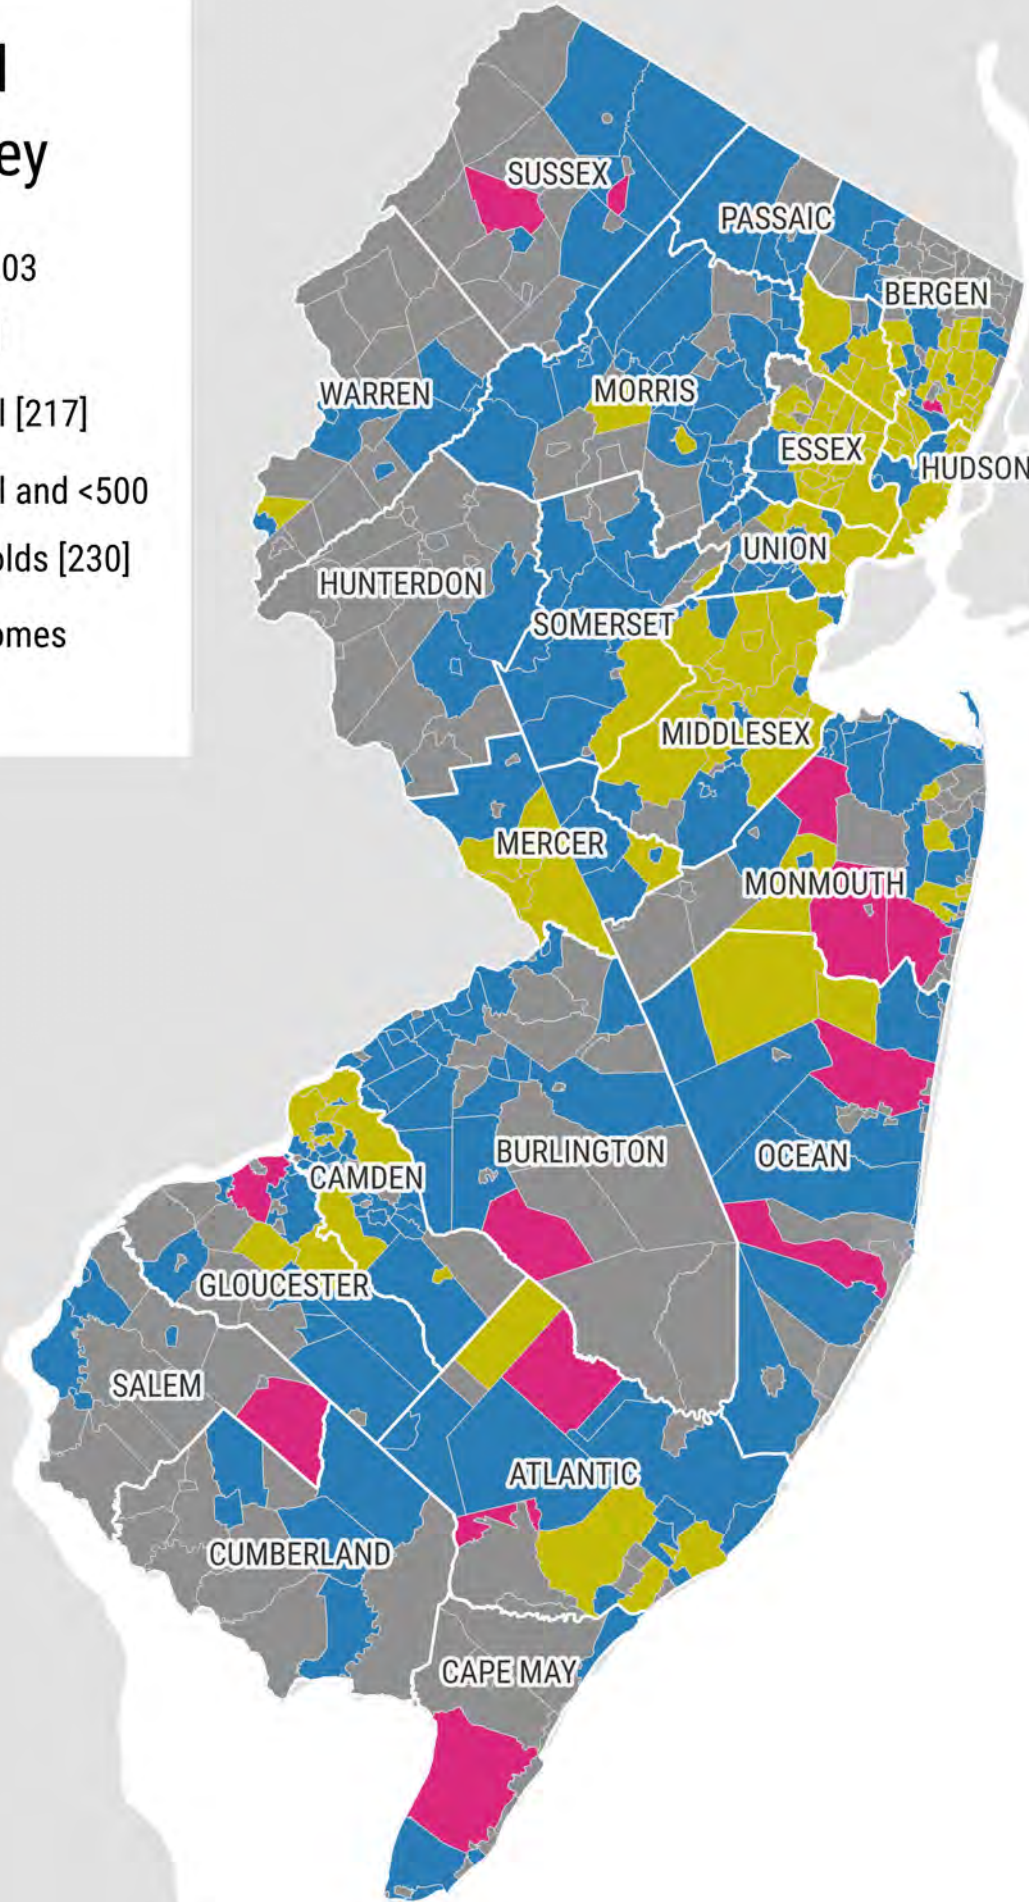 ey
03
l [217]
l and <500
olds [230]
omes
SUSSEX
PASSAIC
BERGEN
WARREN
MORRIS
ESSEX
HUDSON
UNION
HUNTERDON
SOMERSET
MIDDLESEX
MERCER
MONMOUTH
BURLINGTON
OCEAN
CAMDEN
GLOUCESTER
SALEM
ATLANTIC
CUMBERLAND
CAPE MAY